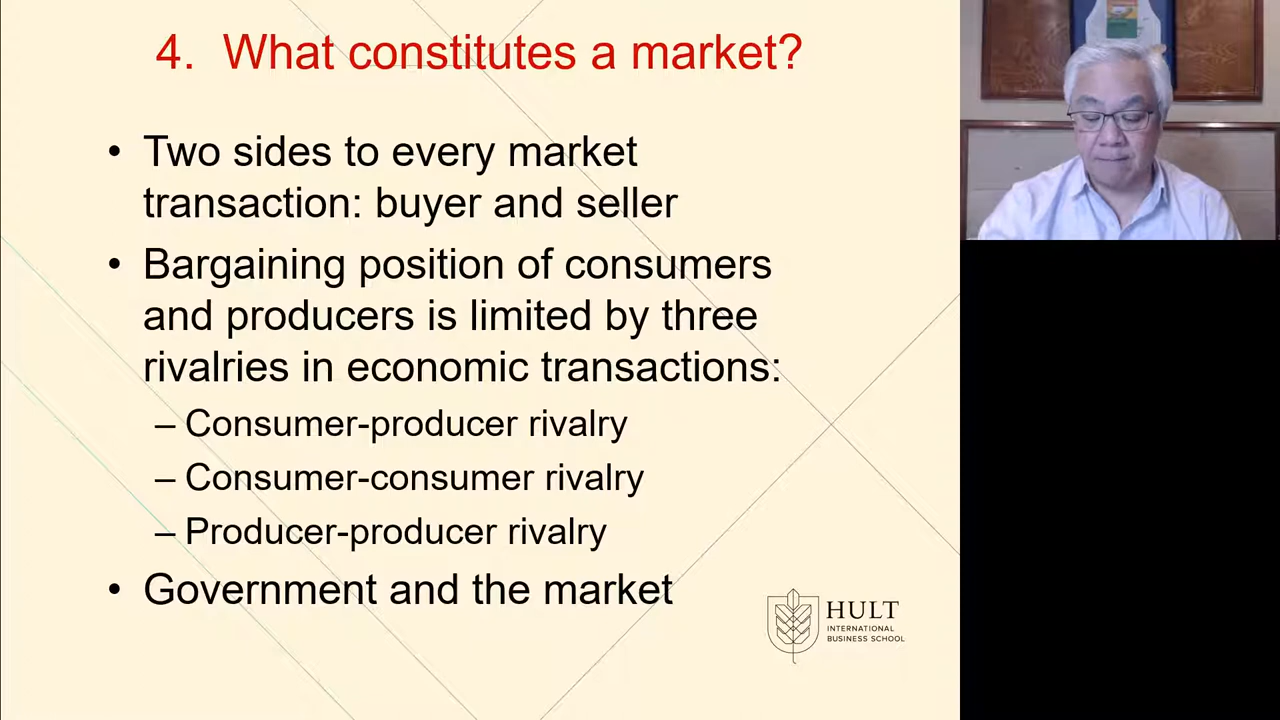 4. What constitutes a market?
• Two sides to every market
transaction: buyer and seller
• Bargaining position of consumers
and producers is limited by three
rivalries in economic transactions:
– Consumer-producer rivalry
– Consumer-consumer rivalry
– Producer-producer rivalry
• Government and the market
HULT
INTERNATIONAL
BUSINESS SCHOOL